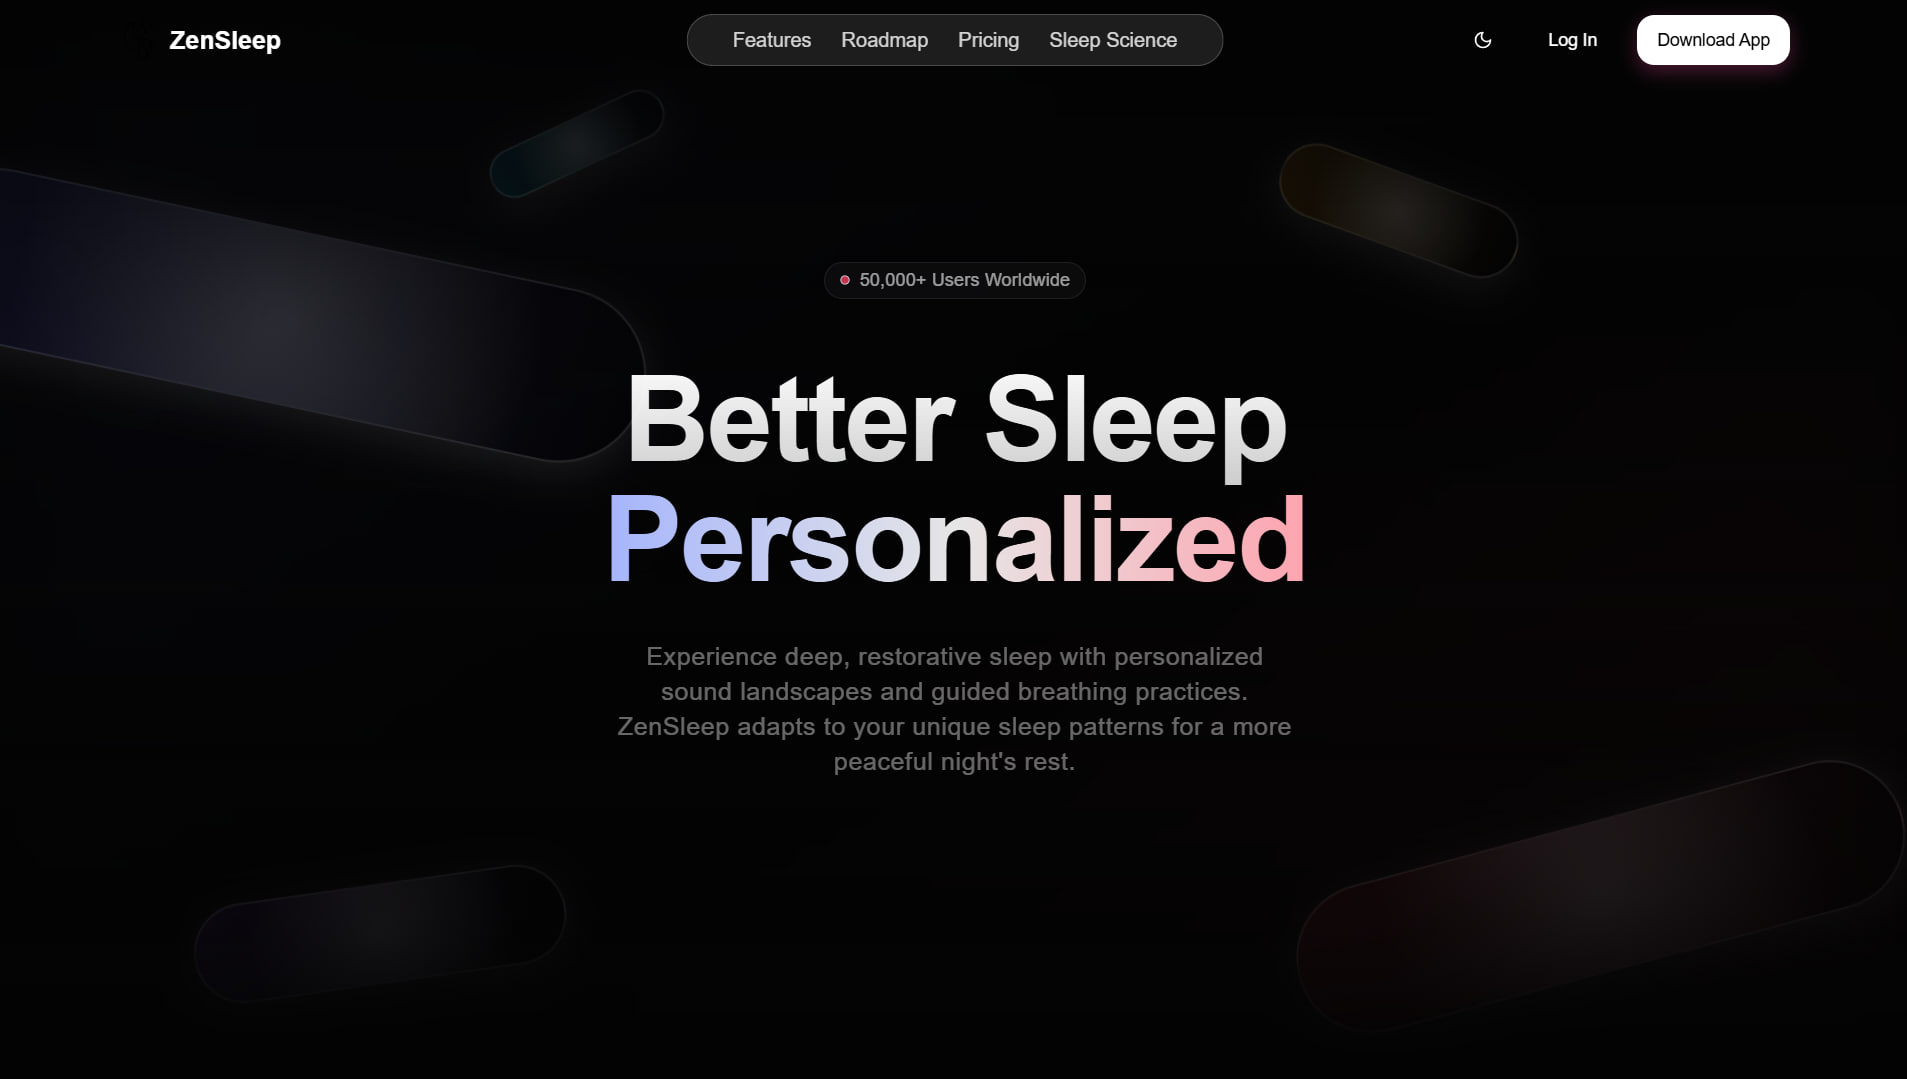 ZenSleep
Features Roadmap Pricing Sleep Science
Log In
Download App
50,000+ Users Worldwide
Better Sleep
Personalized
Experience deep, restorative sleep with personalized
sound landscapes and guided breathing practices.
ZenSleep adapts to your unique sleep patterns for a more
peaceful night's rest.